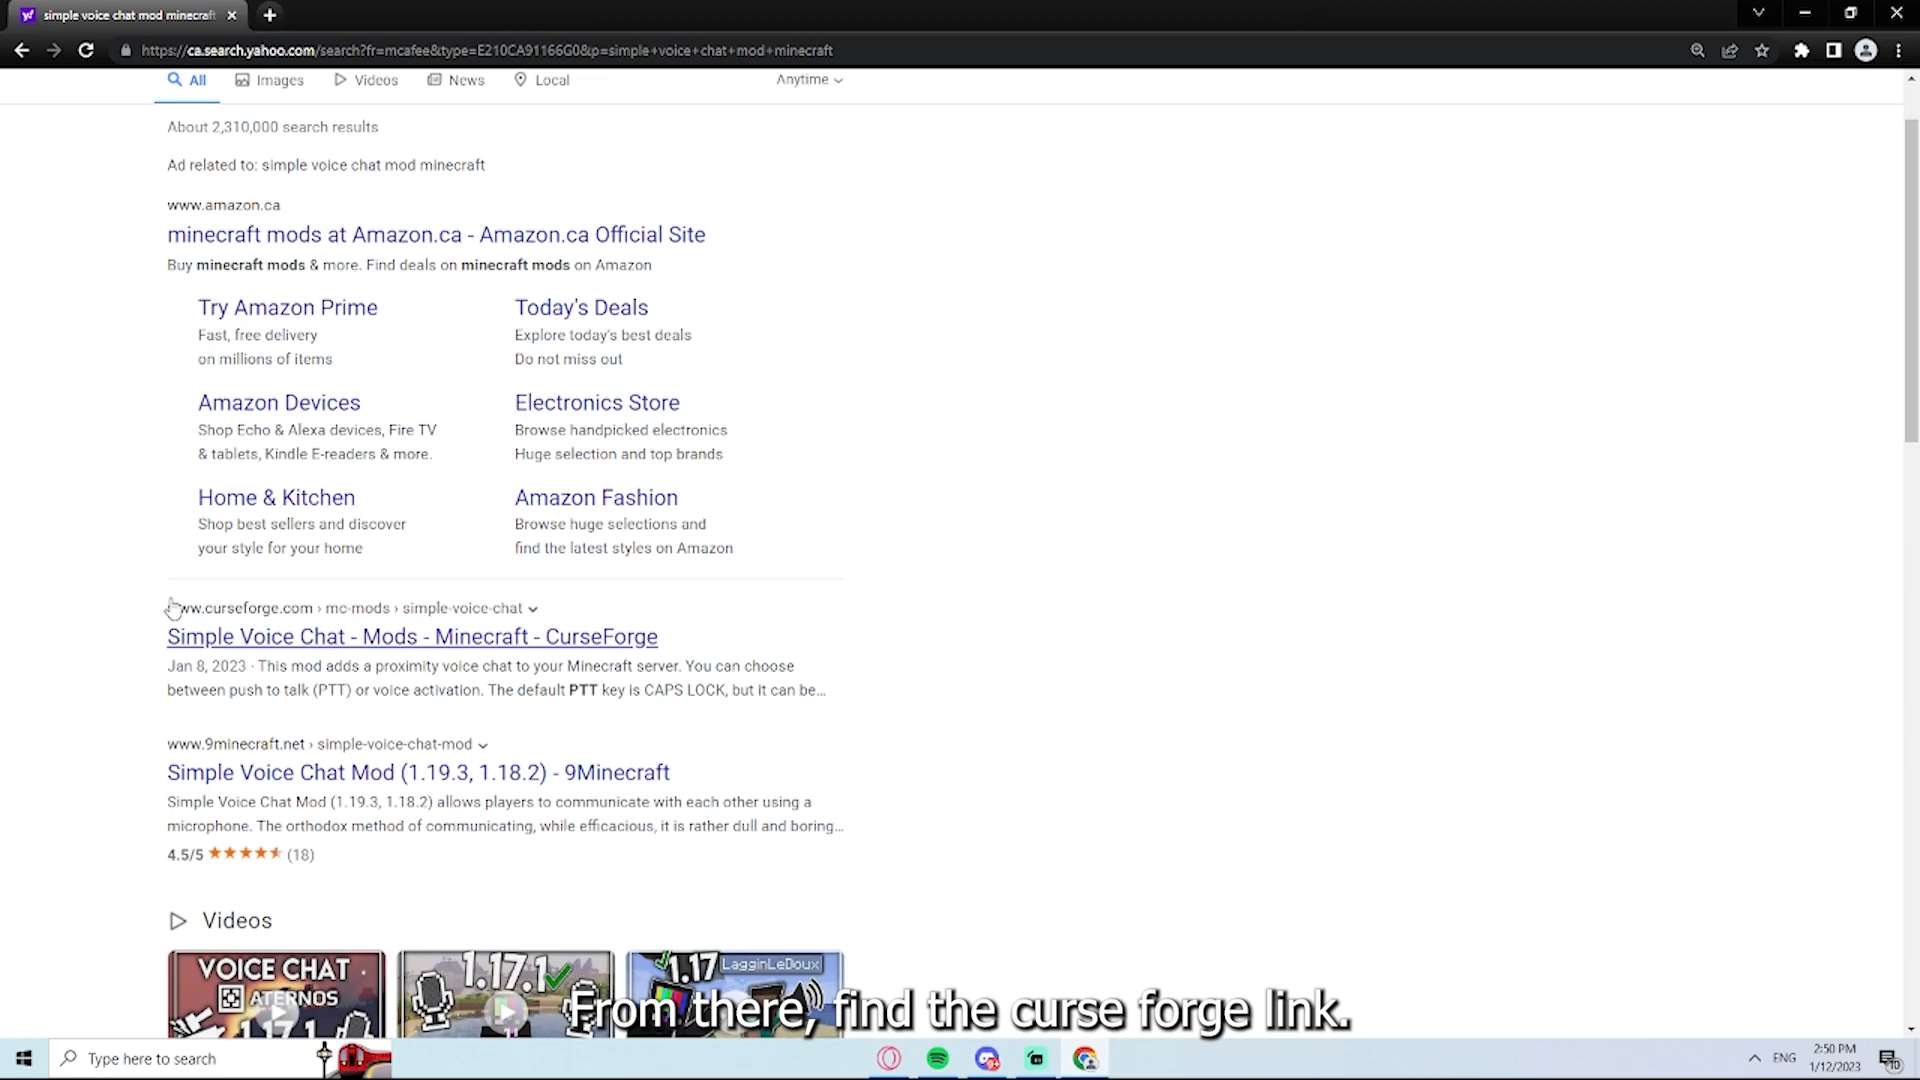 simple voice chat mod minecraft
https://ca.search.yahoo.com/search?fr=mcafee&type=E210CA91166G0&p=simple+voice+chat+mod+minecraft
All Images Videos News Local Anytime
About 2,310,000 search results
Ad related to: simple voice chat mod minecraft
www.amazon.ca
minecraft mods at Amazon.ca - Amazon.ca Official Site
Buy minecraft mods & more. Find deals on minecraft mods on Amazon
Try Amazon Prime
Fast, free delivery
on millions of items
Today's Deals
Explore today's best deals
Do not miss out
Amazon Devices
Shop Echo & Alexa devices, Fire TV
& tablets, Kindle E-readers & more.
Electronics Store
Browse handpicked electronics
Huge selection and top brands
Home & Kitchen
Shop best sellers and discover
your style for your home
Amazon Fashion
Browse huge selections and
find the latest styles on Amazon
www.curseforge.com › mc-mods › simple-voice-chat
Simple Voice Chat - Mods - Minecraft - CurseForge
Jan 8, 2023 · This mod adds a proximity voice chat to your Minecraft server. You can choose
between push to talk (PTT) or voice activation. The default PTT key is CAPS LOCK, but it can be...
www.9minecraft.net › simple-voice-chat-mod
Simple Voice Chat Mod (1.19.3, 1.18.2) - 9Minecraft
Simple Voice Chat Mod (1.19.3, 1.18.2) allows players to communicate with each other using a
microphone. The orthodox method of communicating, while efficacious, it is rather dull and boring...
4.5/5 (18)
Videos
VOICE CHAT
ATERNOS
1.17.1
1.17.1
1.17 LagginLeDoux
From there, find the curse forge link.
Type here to search
ENG
2:50 PM
1/12/2023
10